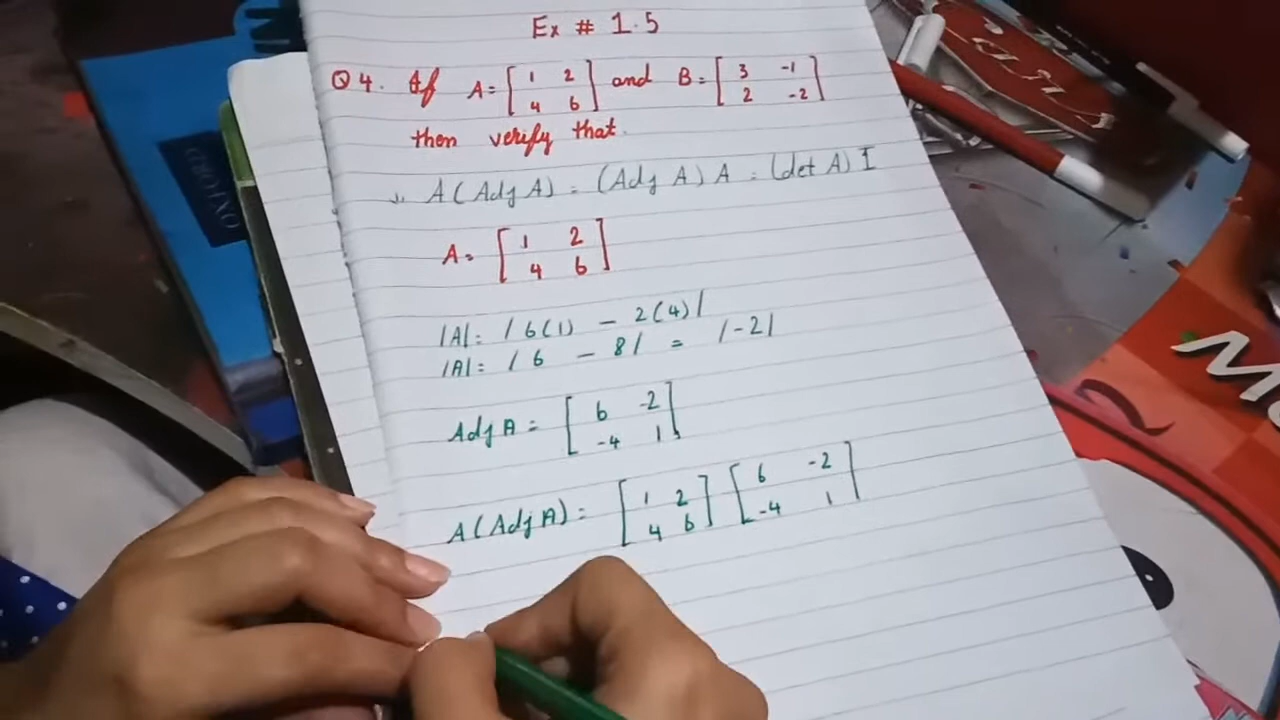 Ex # 1.5
Q4. If A=[1 2 4 6] and B=[3 -1 2 -2]
then verify that.
A(Adj A) = (Adj A) A = (det A) I
A= [1 2
4 6]
|A|= |6(1) - 2(4)|
|A|= |6 - 8| = |-2|
Adj A = [6 -2
-4 1]
A(Adj A) = [1 2 4 6] [6 -2 -4 1]
OXFORD